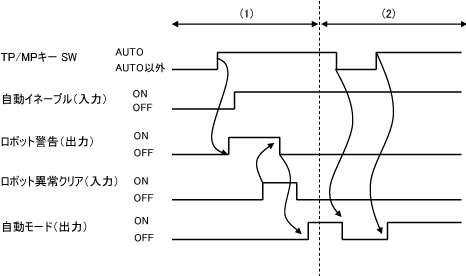 (1) (2)
TP/MPキー SW AUTO
AUTO以外
自動イネーブル(入力) ON
OFF
ロボット警告(出力) ON
OFF
ロボット異常クリア(入力) ON
OFF
自動モード(出力) ON
OFF